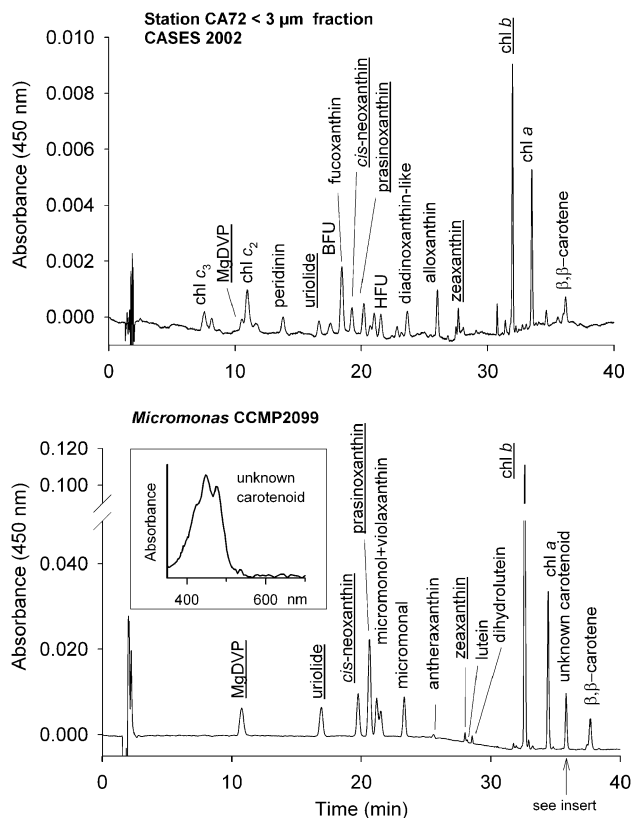 Station CA72 < 3 µm fraction
CASES 2002
Absorbance (450 nm)
0.010
0.008
0.006
0.004
0.002
0.000
chl c3
MgDVP
chl c2
peridinin
uriolide
BFU
fucoxanthin
cis-neoxanthin
prasinoxanthin
HFU
diadinoxanthin-like
alloxanthin
zeaxanthin
chl b
chl a
β,β–carotene
0 10 20 30 40
Micromonas CCMP2099
Absorbance (450 nm)
0.120
0.100
0.040
0.020
0.000
Absorbance
unknown
carotenoid
400 600 nm
MgDVP
uriolide
cis-neoxanthin
prasinoxanthin
micromonol+violaxanthin
micromonal
antheraxanthin
zeaxanthin
lutein
dihydrolutein
chl b
chl a
unknown carotenoid
β,β–carotene
0 10 20 30 40
Time (min)
see insert